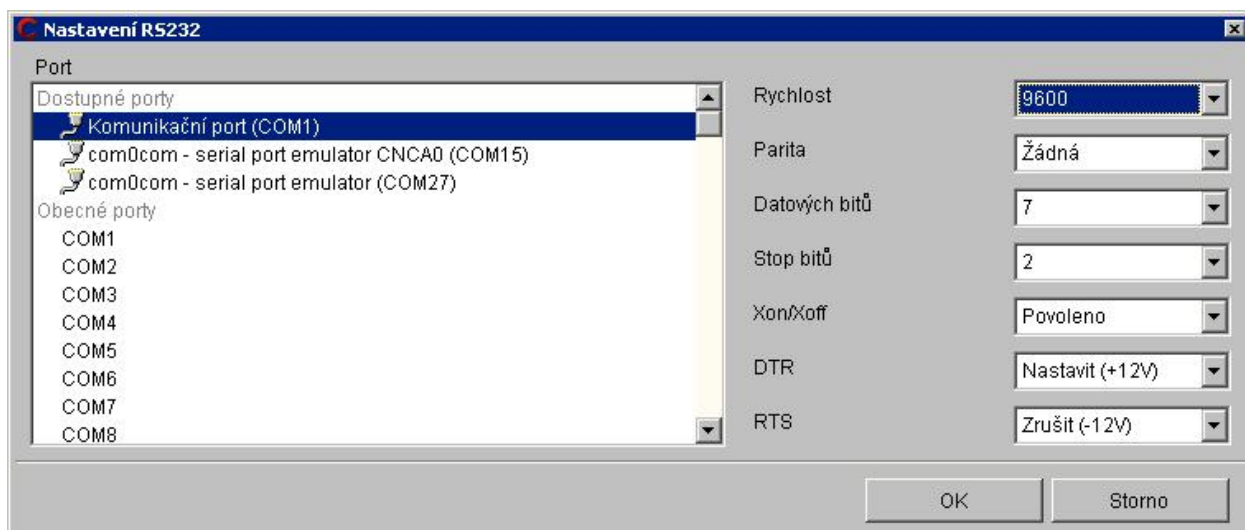 Nastavení RS232
Port
Dostupné porty
Komunikační port (COM1)
com0com - serial port emulator CNCA0 (COM15)
com0com - serial port emulator (COM27)
Obecné porty
COM1
COM2
COM3
COM4
COM5
COM6
COM7
COM8
Rychlost 9600
Parita Žádná
Datových bitů 7
Stop bitů 2
Xon/Xoff Povoleno
DTR Nastavit (+12V)
RTS Zrušit (-12V)
OK Storno